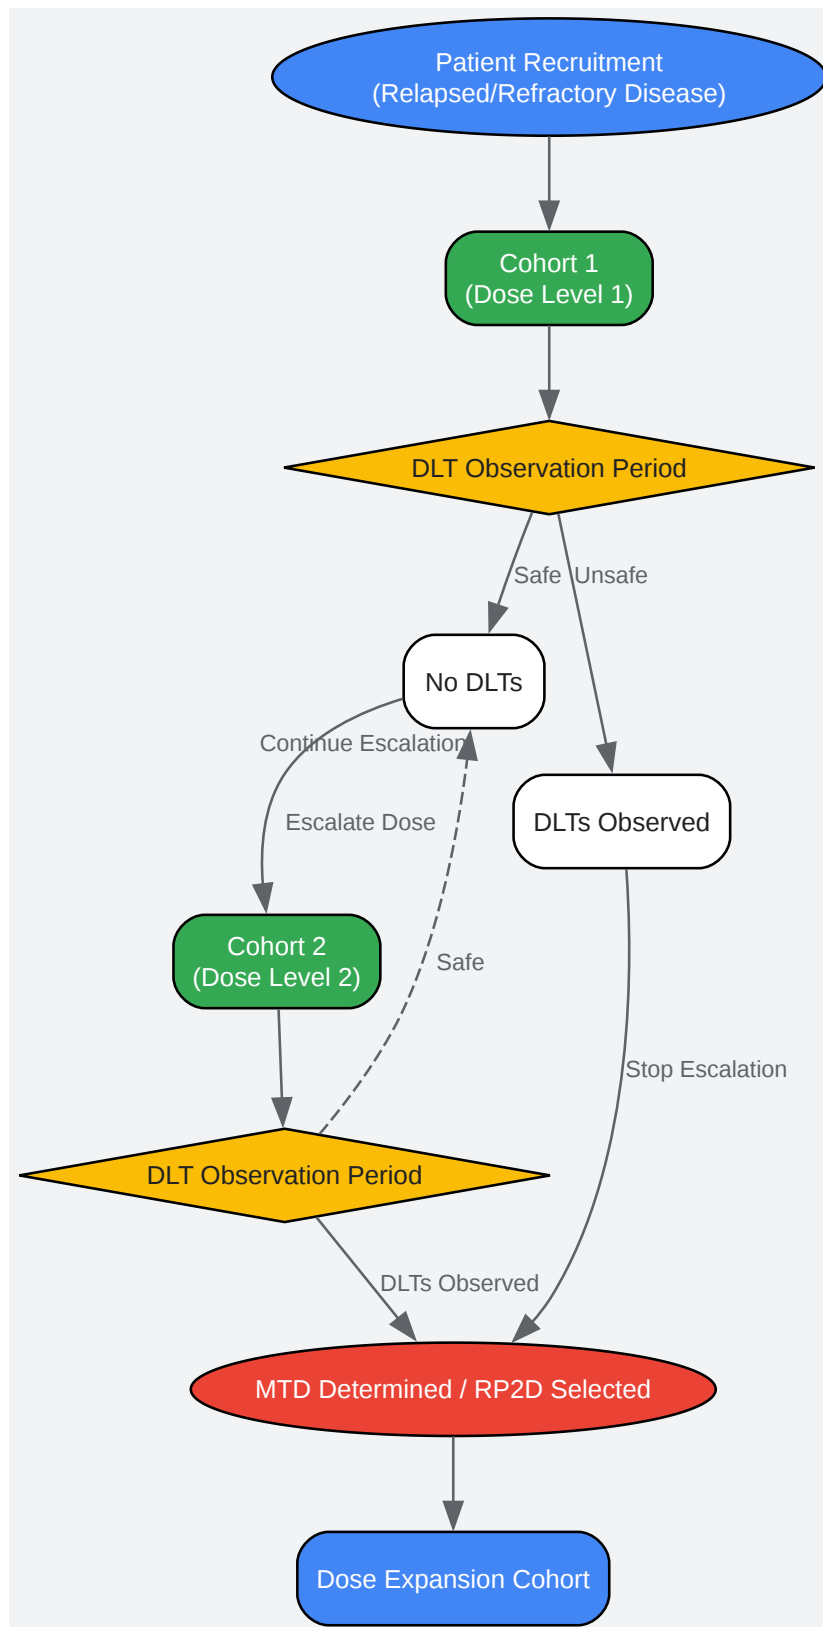 Patient Recruitment
(Relapsed/Refractory Disease)
Cohort 1
(Dose Level 1)
DLT Observation Period
Safe
Unsafe
No DLTs
Continue Escalation
Escalate Dose
DLTs Observed
Cohort 2
(Dose Level 2)
Safe
Stop Escalation
DLT Observation Period
DLTs Observed
MTD Determined / RP2D Selected
Dose Expansion Cohort